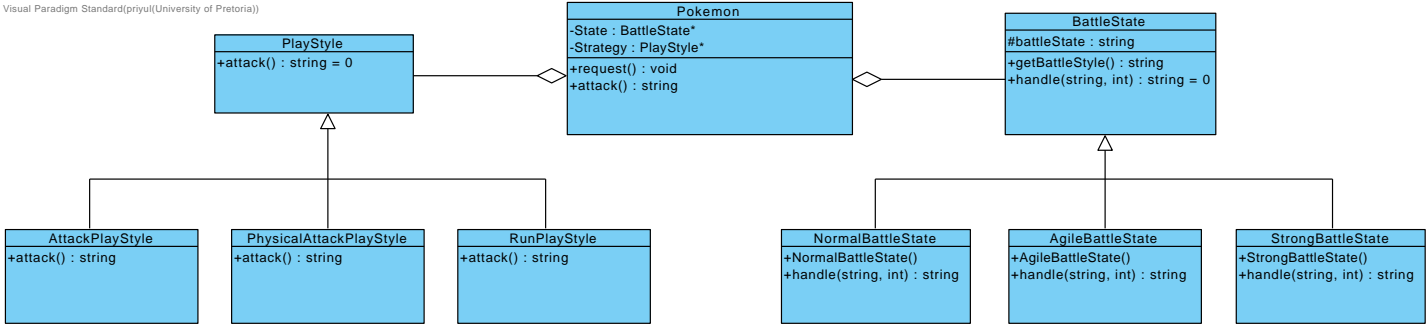 Visual Paradigm Standard(priyul(University of Pretoria))
PlayStyle
+attack() : string = 0
Pokemon
-State : BattleState*
-Strategy : PlayStyle*
+request() : void
+attack() : string
BattleState
#battleState : string
+getBattleStyle() : string
+handle(string, int) : string = 0
AttackPlayStyle
+attack() : string
PhysicalAttackPlayStyle
+attack() : string
RunPlayStyle
+attack() : string
NormalBattleState
+NormalBattleState()
+handle(string, int) : string
AgileBattleState
+AgileBattleState()
+handle(string, int) : string
StrongBattleState
+StrongBattleState()
+handle(string, int) : string